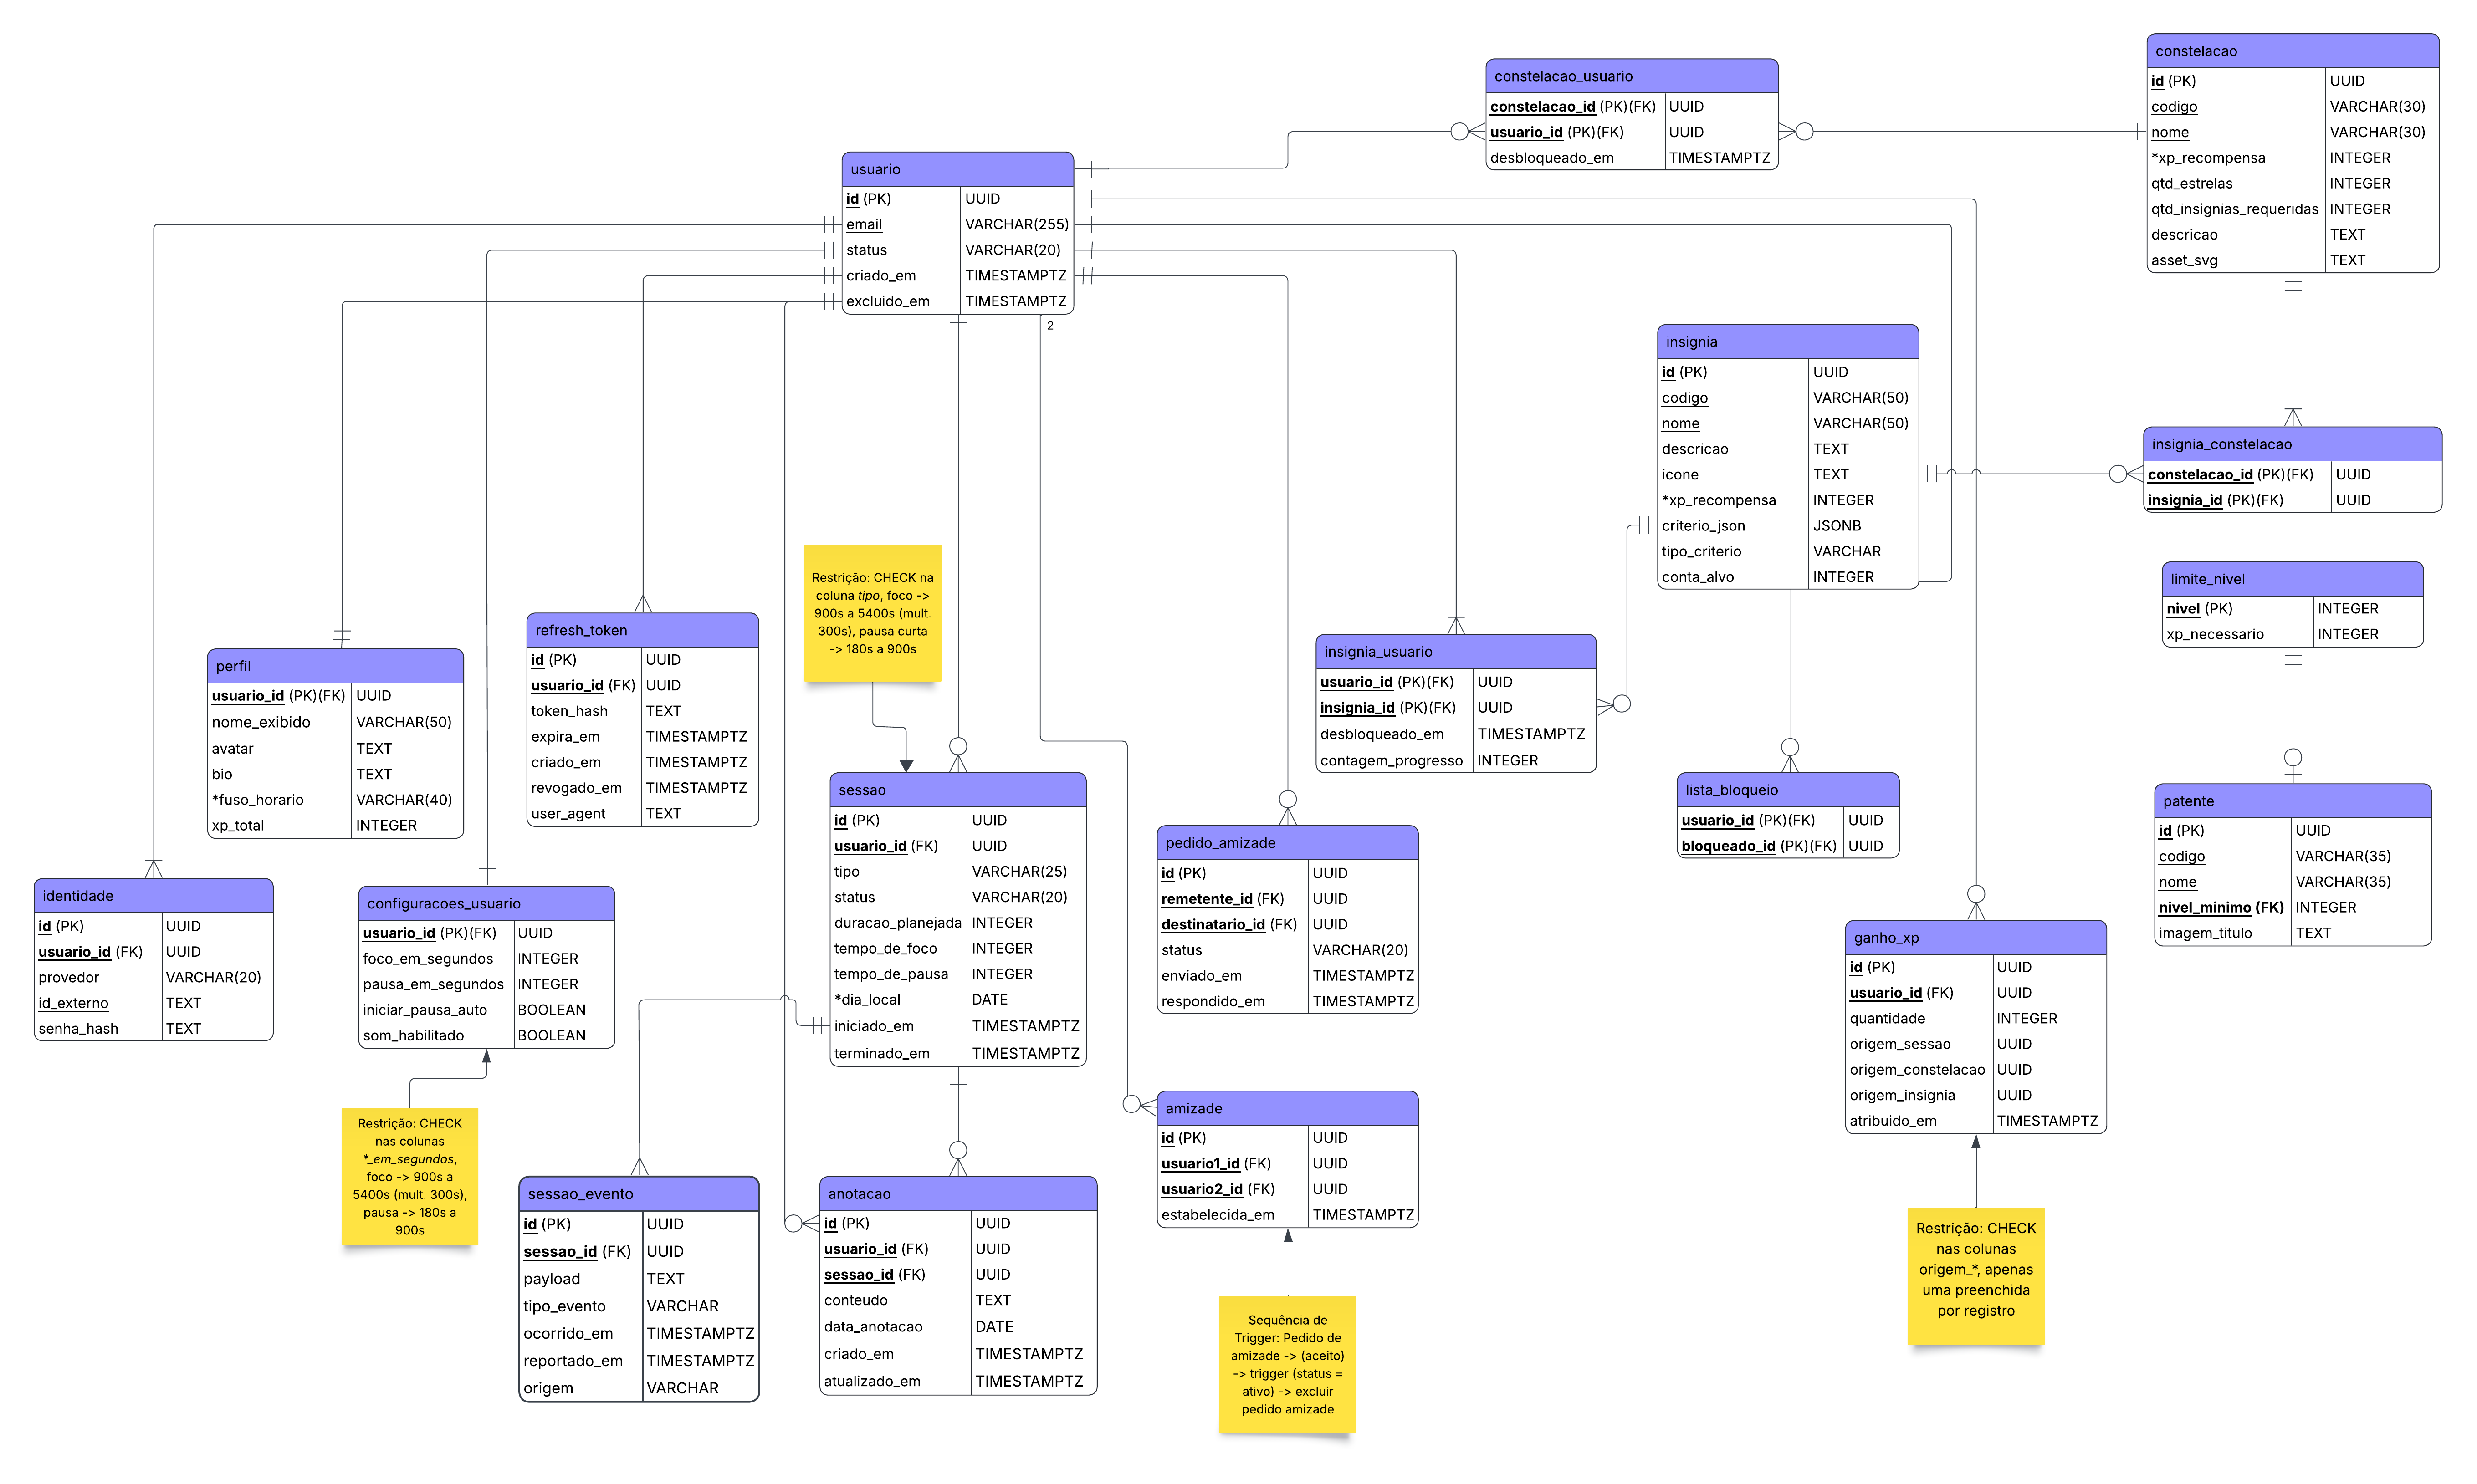 constelacao
id (PK) UUID
codigo VARCHAR(30)
nome VARCHAR(30)
*xp_recompensa INTEGER
qtd_estrelas INTEGER
qtd_insignias_requeridas INTEGER
descricao TEXT
asset_svg TEXT
constelacao_usuario
constelacao_id (PK)(FK) UUID
usuario_id (PK)(FK) UUID
desbloqueado_em TIMESTAMPTZ
usuario
id (PK) UUID
email VARCHAR(255)
status VARCHAR(20)
criado_em TIMESTAMPTZ
excluido_em TIMESTAMPTZ
2
insignia
id (PK) UUID
codigo VARCHAR(50)
nome VARCHAR(50)
descricao TEXT
icone TEXT
*xp_recompensa INTEGER
criterio_json JSONB
tipo_criterio VARCHAR
conta_alvo INTEGER
insignia_constelacao
constelacao_id (PK)(FK) UUID
insignia_id (PK)(FK) UUID
limite_nivel
nivel (PK) INTEGER
xp_necessario INTEGER
Restrição: CHECK na
coluna tipo, foco ->
900s a 5400s (mult.
300s), pausa curta
-> 180s a 900s
refresh_token
id (PK) UUID
usuario_id (FK) UUID
token_hash TEXT
expira_em TIMESTAMPTZ
criado_em TIMESTAMPTZ
revogado_em TIMESTAMPTZ
user_agent TEXT
perfil
usuario_id (PK)(FK) UUID
nome_exibido VARCHAR(50)
avatar TEXT
bio TEXT
*fuso_horario VARCHAR(40)
xp_total INTEGER
insignia_usuario
usuario_id (PK)(FK) UUID
insignia_id (PK)(FK) UUID
desbloqueado_em TIMESTAMPTZ
contagem_progresso INTEGER
lista_bloqueio
usuario_id (PK)(FK) UUID
bloqueado_id (PK)(FK) UUID
patente
id (PK) UUID
codigo VARCHAR(35)
nome VARCHAR(35)
nivel_minimo (FK) INTEGER
imagem_titulo TEXT
sessao
id (PK) UUID
usuario_id (FK) UUID
tipo VARCHAR(25)
status VARCHAR(20)
duracao_planejada INTEGER
tempo_de_foco INTEGER
tempo_de_pausa INTEGER
*dia_local DATE
iniciado_em TIMESTAMPTZ
terminado_em TIMESTAMPTZ
pedido_amizade
id (PK) UUID
remetente_id (FK) UUID
destinatario_id (FK) UUID
status VARCHAR(20)
enviado_em TIMESTAMPTZ
respondido_em TIMESTAMPTZ
identidade
id (PK) UUID
usuario_id (FK) UUID
provedor VARCHAR(20)
id_externo TEXT
senha_hash TEXT
configuracoes_usuario
usuario_id (PK)(FK) UUID
foco_em_segundos INTEGER
pausa_em_segundos INTEGER
iniciar_pausa_auto BOOLEAN
som_habilitado BOOLEAN
ganho_xp
id (PK) UUID
usuario_id (FK) UUID
quantidade INTEGER
origem_sessao UUID
origem_constelacao UUID
origem_insignia UUID
atribuido_em TIMESTAMPTZ
Restrição: CHECK
nas colunas
*_em_segundos,
foco -> 900s a
5400s (mult. 300s),
pausa -> 180s a
900s
amizade
id (PK) UUID
usuario1_id (FK) UUID
usuario2_id (FK) UUID
estabelecida_em TIMESTAMPTZ
sessao_evento
id (PK) UUID
sessao_id (FK) UUID
payload TEXT
tipo_evento VARCHAR
ocorrido_em TIMESTAMPTZ
reportado_em TIMESTAMPTZ
origem VARCHAR
anotacao
id (PK) UUID
usuario_id (FK) UUID
sessao_id (FK) UUID
conteudo TEXT
data_anotacao DATE
criado_em TIMESTAMPTZ
atualizado_em TIMESTAMPTZ
Restrição: CHECK
nas colunas
origem_*, apenas
uma preenchida
por registro
Sequência de
Trigger: Pedido de
amizade -> (aceito)
-> trigger (status =
ativo) -> excluir
pedido amizade